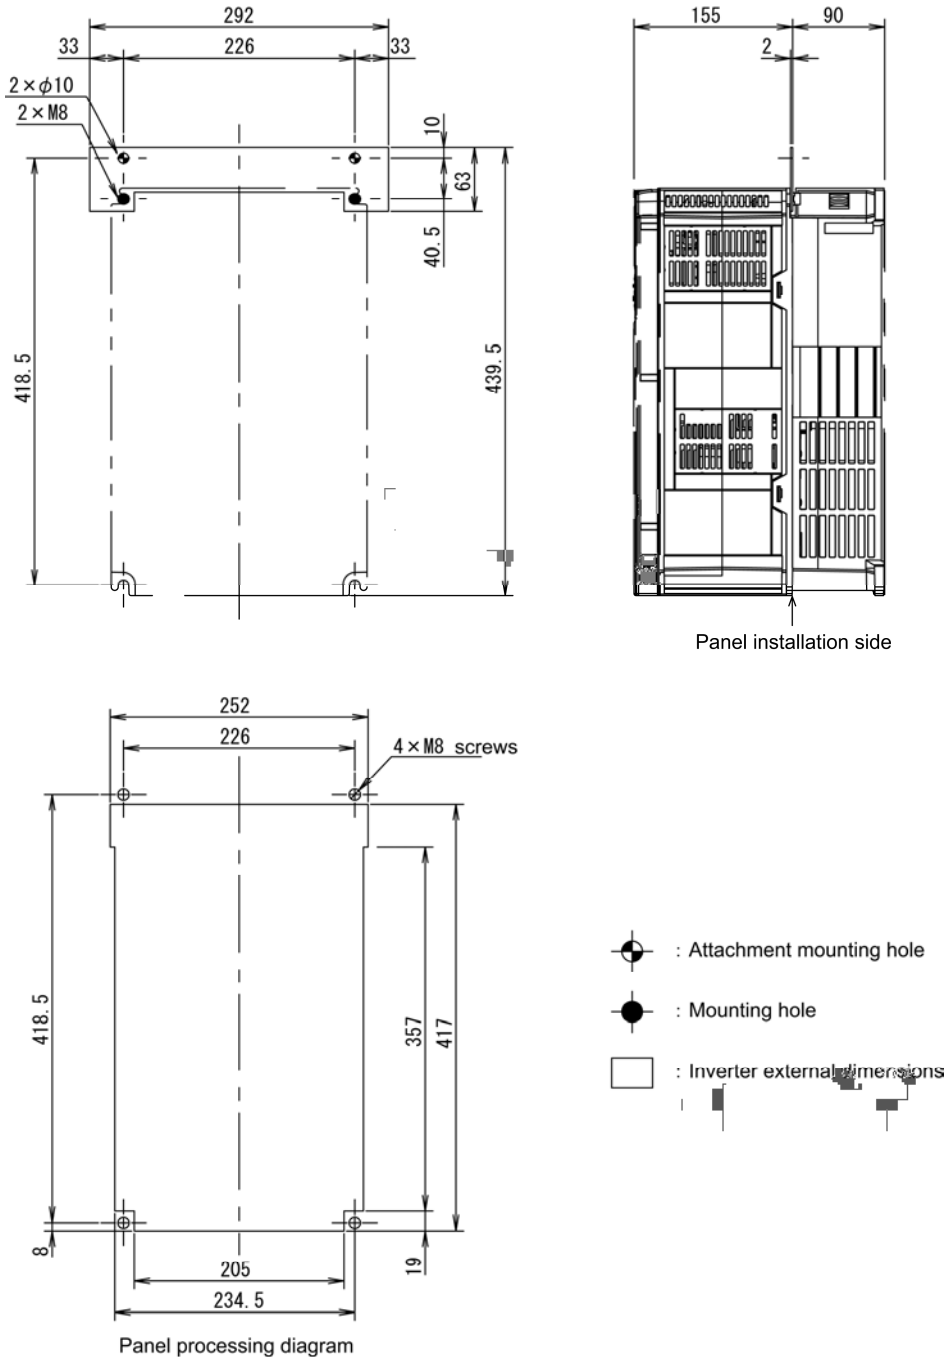 292
33 226 33
2×φ10
2×M8
10
63
40.5
418.5
439.5
155 90
2
Panel installation side
252
226
4×M8 screws
418.5
357
417
8
19
205
234.5
Panel processing diagram
: Attachment mounting hole
: Mounting hole
: Inverter external dimensions